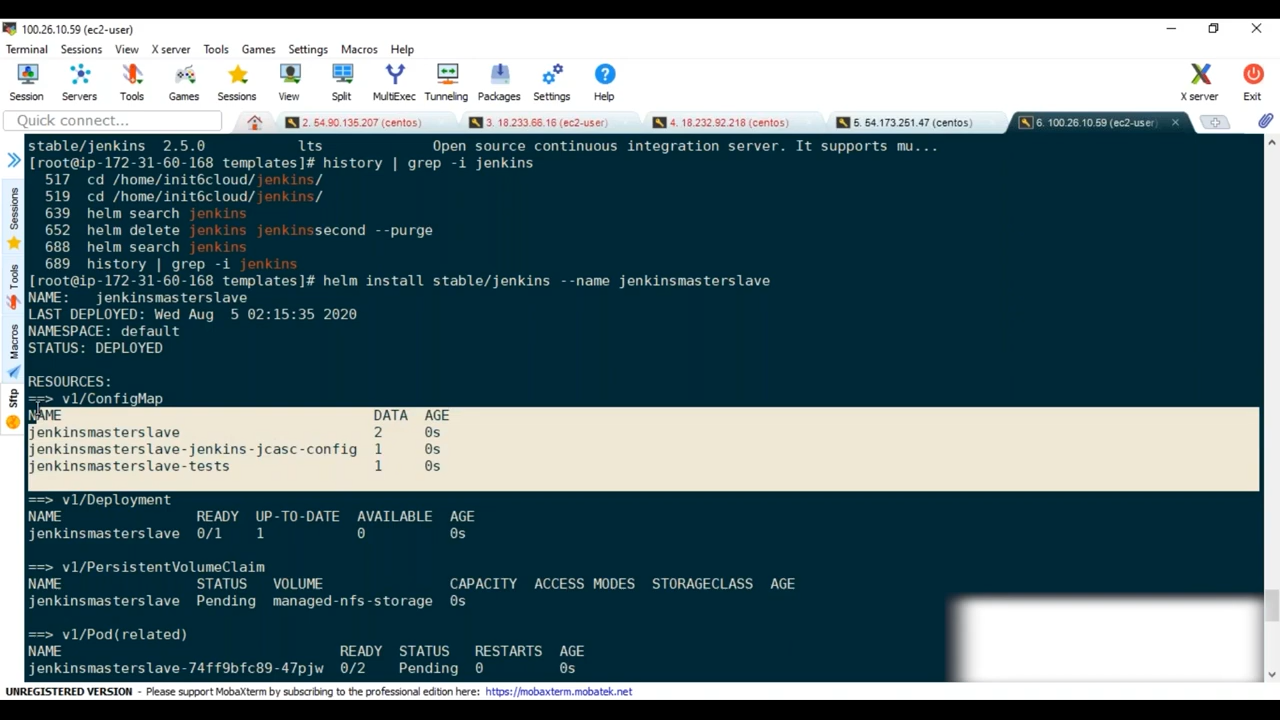 100.26.10.59 (ec2-user)
Terminal Sessions View X server Tools Games Settings Macros Help
Session Servers Tools Games Sessions View Split MultiExec Tunneling Packages Settings Help X server Exit
Quick connect... 2. 54.90.135.207 (centos) 3. 18.233.66.16 (ec2-user) 4. 18.232.92.218 (centos) 5. 54.173.251.47 (centos) 6. 100.26.10.59 (ec2-user)
Sessions
Tools
Macros
Sftp
stable/jenkins 2.5.0 lts Open source continuous integration server. It supports mu...
[root@ip-172-31-60-168 templates]# history | grep -i jenkins
517 cd /home/init6cloud/jenkins/
519 cd /home/init6cloud/jenkins/
639 helm search jenkins
652 helm delete jenkins jenkinssecond --purge
688 helm search jenkins
689 history | grep -i jenkins
[root@ip-172-31-60-168 templates]# helm install stable/jenkins --name jenkinsmasterslave
NAME: jenkinsmasterslave
LAST DEPLOYED: Wed Aug 5 02:15:35 2020
NAMESPACE: default
STATUS: DEPLOYED
RESOURCES:
==> v1/ConfigMap
NAME DATA AGE
jenkinsmasterslave 2 0s
jenkinsmasterslave-jenkins-jcasc-config 1 0s
jenkinsmasterslave-tests 1 0s
==> v1/Deployment
NAME READY UP-TO-DATE AVAILABLE AGE
jenkinsmasterslave 0/1 1 0 0s
==> v1/PersistentVolumeClaim
NAME STATUS VOLUME CAPACITY ACCESS MODES STORAGECLASS AGE
jenkinsmasterslave Pending managed-nfs-storage 0s
==> v1/Pod(related)
NAME READY STATUS RESTARTS AGE
jenkinsmasterslave-74ff9bfc89-47pjw 0/2 Pending 0 0s
UNREGISTERED VERSION - Please support MobaXterm by subscribing to the professional edition here: https://mobaxterm.mobatek.net